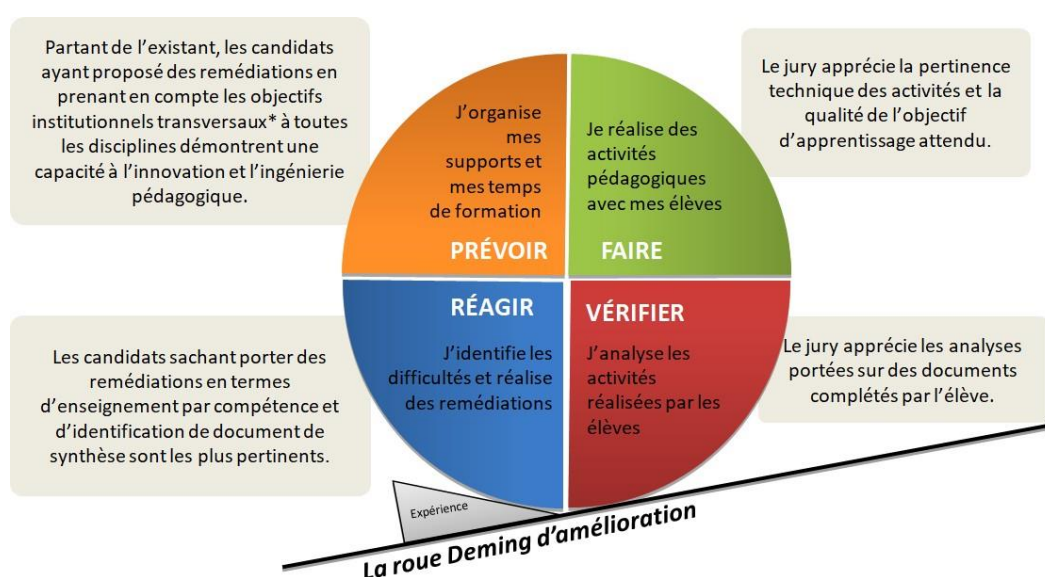 Partant de l’existant, les candidats
ayant proposé des remédiations en
prenant en compte les objectifs
institutionnels transversaux* à toutes
les disciplines démontrent une
capacité à l’innovation et l’ingénierie
pédagogique.
J’organise
mes
supports et
mes temps
de formation
PRÉVOIR
Je réalise des
activités
pédagogiques
avec mes élèves
FAIRE
Le jury apprécie la pertinence
technique des activités et la
qualité de l’objectif
d’apprentissage attendu.
Les candidats sachant porter des
remédiations en termes
d’enseignement par compétence et
d’identification de document de
synthèse sont les plus pertinents.
RÉAGIR
J’identifie les
difficultés et réalise
des remédiations
VÉRIFIER
J’analyse les
activités
réalisées par les
élèves
Le jury apprécie les analyses
portées sur des documents
complétés par l’élève.
Expérience
La roue Deming d’amélioration